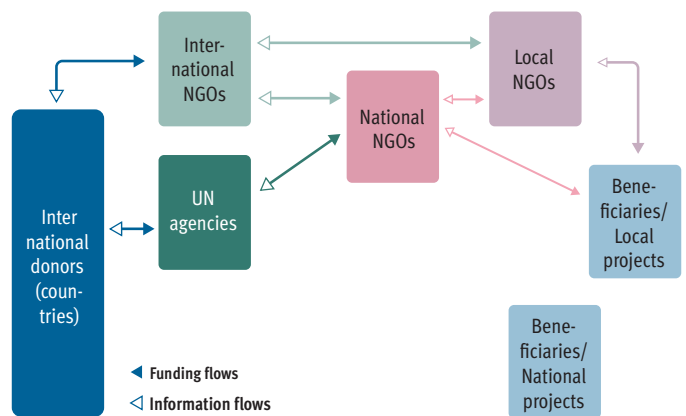 Inter-
national
NGOs
Local
NGOs
National
NGOs
UN
agencies
Inter
national
donors
(coun-
tries)
Bene-
ficiaries/
Local
projects
Bene-
ficiaries/
National
projects
Funding flows
Information flows